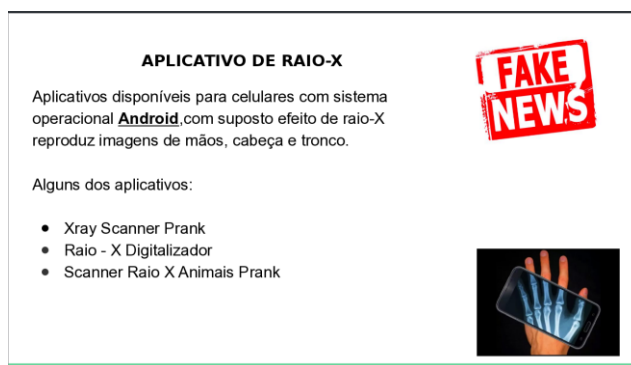 APLICATIVO DE RAIO-X
FAKE
NEWS
Aplicativos disponíveis para celulares com sistema
operacional Android,com suposto efeito de raio-X
reproduz imagens de mãos, cabeça e tronco.
Alguns dos aplicativos:
● Xray Scanner Prank
● Raio - X Digitalizador
● Scanner Raio X Animais Prank